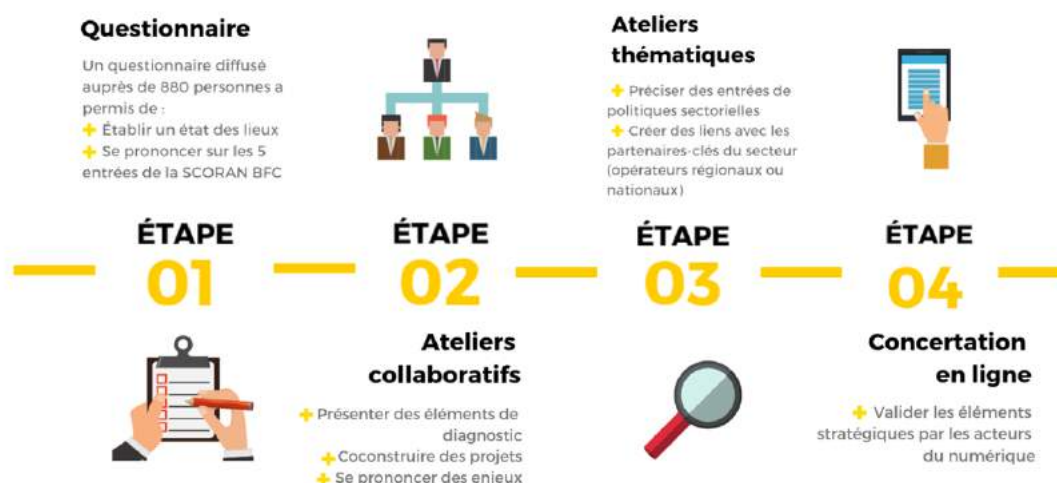 Questionnaire
Un questionnaire diffusé
auprès de 880 personnes a
permis de :
+ Établir un état des lieux
+ Se prononcer sur les 5
entrées de la SCORAN BFC
ÉTAPE
01
ÉTAPE
02
Ateliers
collaboratifs
+ Présenter des éléments de
diagnostic
+ Coconstruire des projets
+ Se prononcer des enjeux
Ateliers
thématiques
+ Préciser des entrées de
politiques sectorielles
+ Créer des liens avec les
partenaires-clés du secteur
(opérateurs régionaux ou
nationaux)
ÉTAPE
03
ÉTAPE
04
Concertation
en ligne
+ Valider les éléments
stratégiques par les acteurs
du numérique